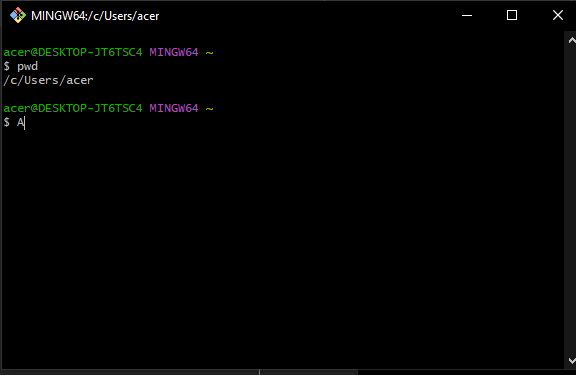 MINGW64:/c/Users/acer
acer@DESKTOP-JT6TSC4 MINGW64 ~
$ pwd
/c/Users/acer
acer@DESKTOP-JT6TSC4 MINGW64 ~
$ A